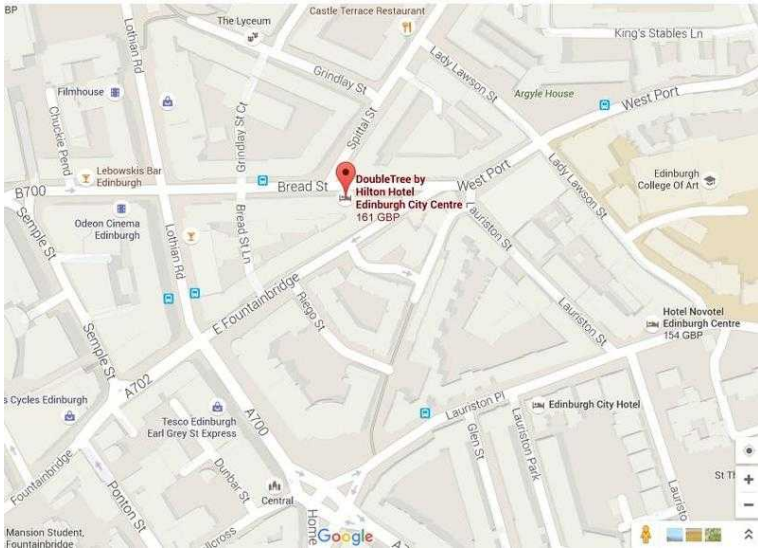 BP
The Lyceum
Castle Terrace Restaurant
King's Stables Ln
Lothian Rd
Grindlay St
Lady Lawson St
Argyle House
West Port
Filmhouse
Chuckie Pend
Grindlay St Ct
Spittal St
Lebowskis Bar
Edinburgh
B700
Bread St
DoubleTree by
Hilton Hotel
Edinburgh City Centre
161 GBP
West Port
Lady Lawson St
Edinburgh
College Of Art
Semple St
Odeon Cinema
Edinburgh
Lothian Rd
Bread St Ln
Lauriston St
E Fountainbridge
Riego St
Lauriston St
Hotel Novotel
Edinburgh Centre
154 GBP
Semple St
A702
s Cycles Edinburgh
Tesco Edinburgh
Earl Grey St Express
A700
Lauriston Pl
Edinburgh City Hotel
Glen St
Lauriston Park
Lauriston
Fountainbridge
Ponton St
Dunbar St
Central
St Th
Mansion Student,
Fountainbridge
llcross
Home
Google
A7